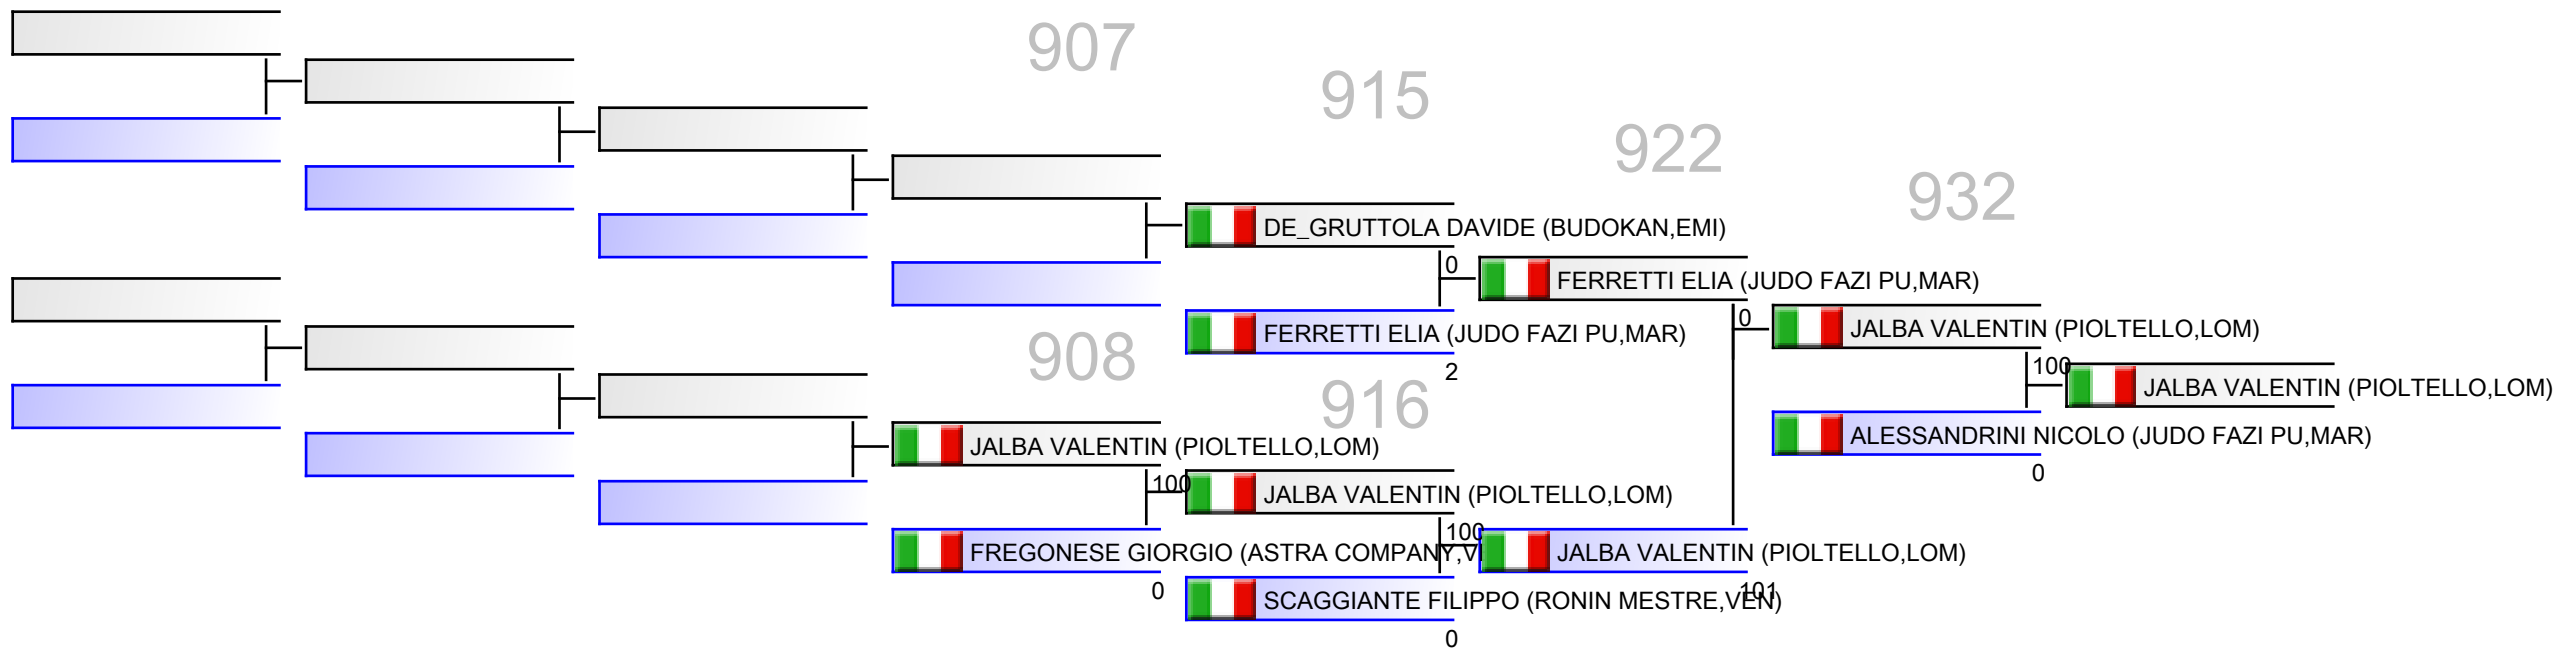 907
915
922
932
DE_GRUTTOLA DAVIDE (BUDOKAN,EMI)
0
FERRETTI ELIA (JUDO FAZI PU,MAR)
0
JALBA VALENTIN (PIOLTELLO,LOM)
FERRETTI ELIA (JUDO FAZI PU,MAR)
2
908
100
JALBA VALENTIN (PIOLTELLO,LOM)
916
ALESSANDRINI NICOLO (JUDO FAZI PU,MAR)
0
JALBA VALENTIN (PIOLTELLO,LOM)
100
JALBA VALENTIN (PIOLTELLO,LOM)
100
FREGONESE GIORGIO (ASTRA COMPANY,V
0
JALBA VALENTIN (PIOLTELLO,LOM)
101
SCAGGIANTE FILIPPO (RONIN MESTRE,VEN)
0